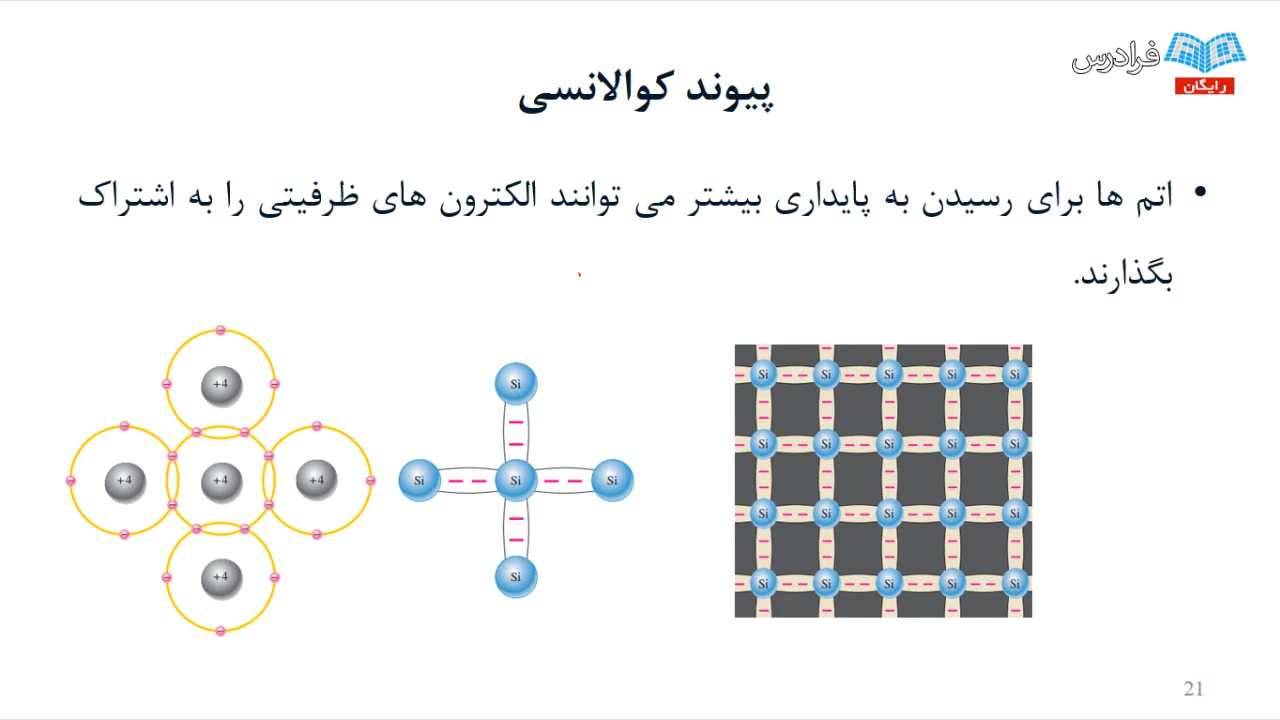 فرادرس
رایگان
پیوند کوالانسی
• اتم ها برای رسیدن به پایداری بیشتر می توانند الکترون های ظرفیتی را به اشتراک
بگذارند.
+4
+4 +4 +4
+4
Si
Si Si Si
Si
Si Si Si Si Si
Si Si Si Si Si
Si Si Si Si Si
Si Si Si Si Si
21